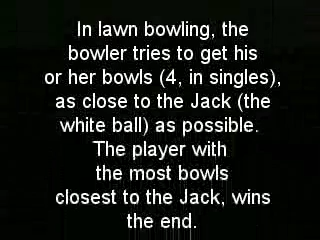 In lawn bowling, the
bowler tries to get his
or her bowls (4, in singles),
as close to the Jack (the
white ball) as possible.
The player with
the most bowls
closest to the Jack, wins
the end.